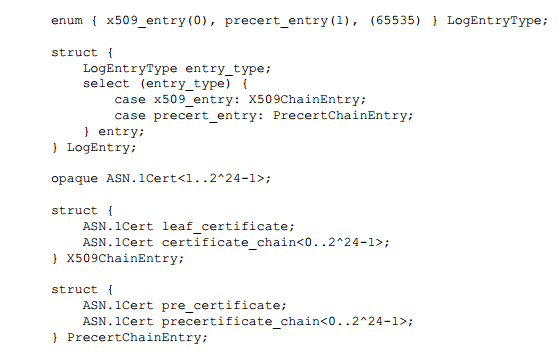 enum { x509_entry(0), precert_entry(1), (65535) } LogEntryType;
struct {
LogEntryType entry_type;
select (entry_type) {
case x509_entry: X509ChainEntry;
case precert_entry: PrecertChainEntry;
} entry;
} LogEntry;
opaque ASN.1Cert<1..2^24-1>;
struct {
ASN.1Cert leaf_certificate;
ASN.1Cert certificate_chain<0..2^24-1>;
} X509ChainEntry;
struct {
ASN.1Cert pre_certificate;
ASN.1Cert precertificate_chain<0..2^24-1>;
} PrecertChainEntry;